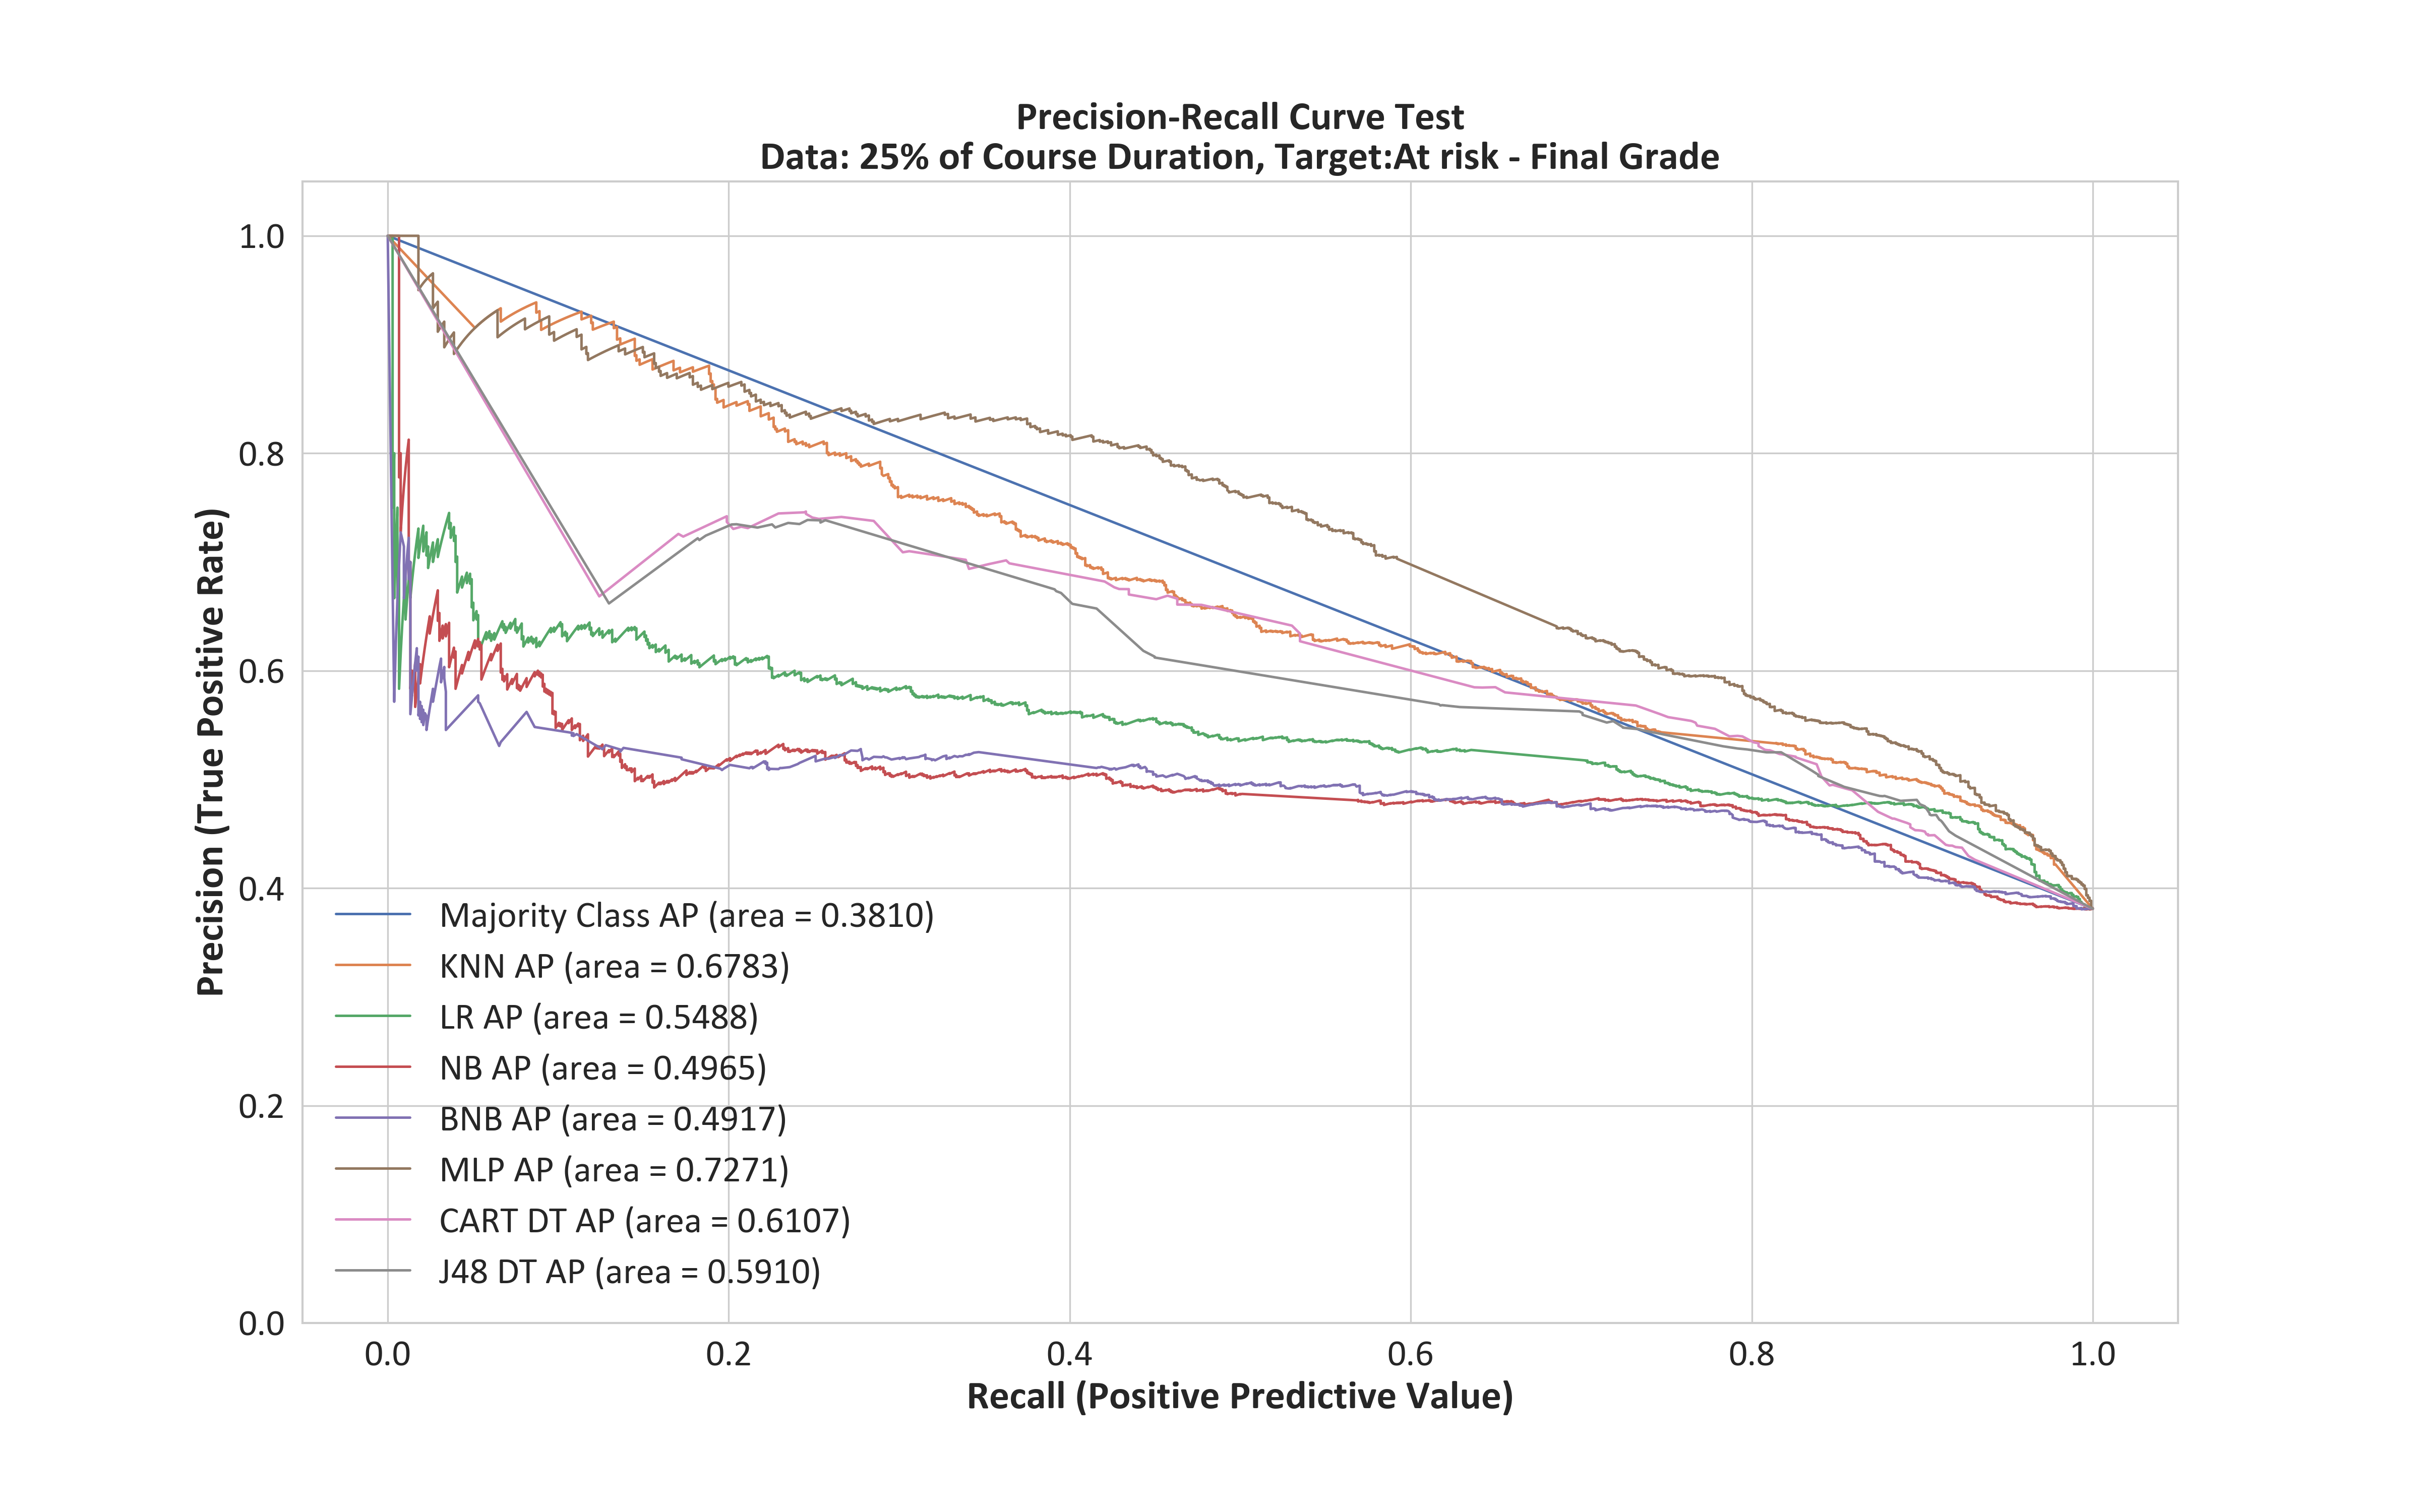 Precision-Recall Curve Test
Data: 25% of Course Duration, Target:At risk - Final Grade
Precision (True Positive Rate)
1.0
0.8
0.6
0.4
0.2
0.0
Majority Class AP (area = 0.3810)
KNN AP (area = 0.6783)
LR AP (area = 0.5488)
NB AP (area = 0.4965)
BNB AP (area = 0.4917)
MLP AP (area = 0.7271)
CART DT AP (area = 0.6107)
J48 DT AP (area = 0.5910)
0.0 0.2 0.4 0.6 0.8 1.0
Recall (Positive Predictive Value)